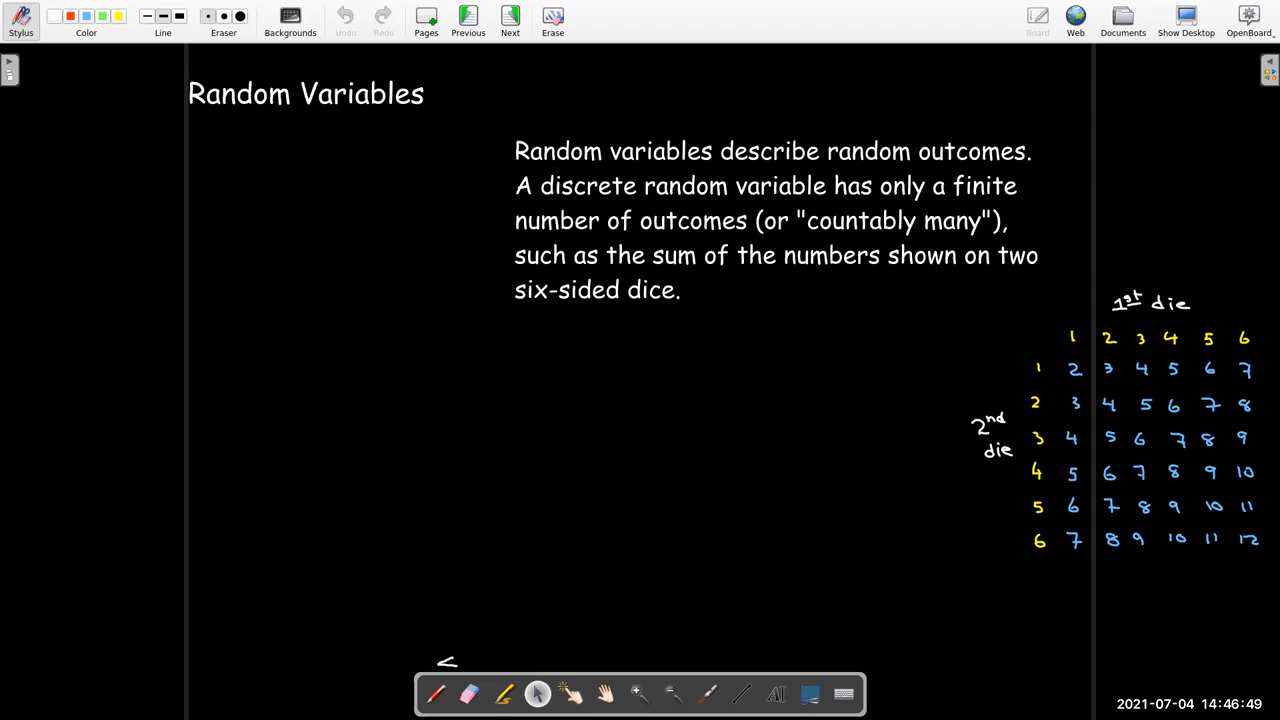 Stylus
Color
Line
Eraser
Backgrounds
Undo
Redo
Pages
Previous
Next
Erase
Board
Web
Documents
Show Desktop
OpenBoard
Random Variables
Random variables describe random outcomes.
A discrete random variable has only a finite
number of outcomes (or "countably many"),
such as the sum of the numbers shown on two
six-sided dice.
1st die
1 2 3 4 5 6
1 2 3 4 5 6 7
2 3 4 5 6 7 8
2nd
die
3 4 5 6 7 8 9
4 5 6 7 8 9 10
5 6 7 8 9 10 11
6 7 8 9 10 11 12
<
AI
2021-07-04 14:46:49